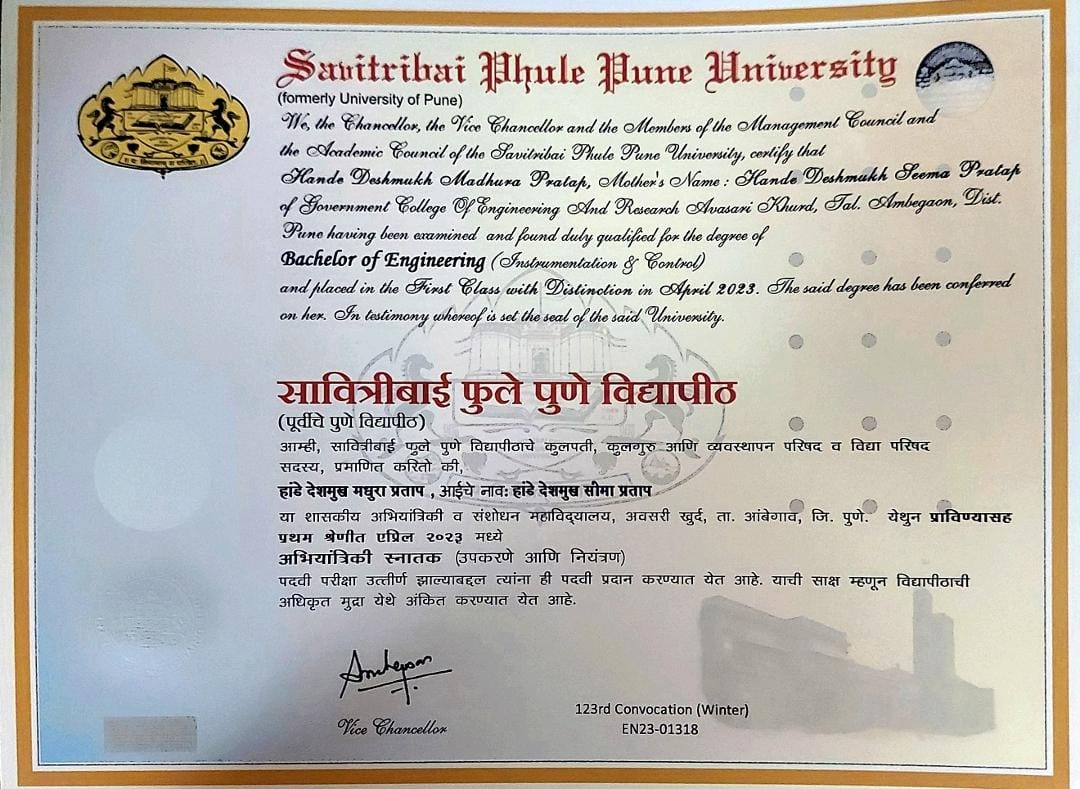 Savitribai Phule Pune University
(formerly University of Pune)
We, the Chancellor, the Vice Chancellor and the Members of the Management Council and
the Academic Council of the Savitribai Phule Pune University, certify that
Hande Deshmukh Madhura Pratap, Mother's Name : Hande Deshmukh Seema Pratap
of Government College Of Engineering And Research Avasari Khurd, Tal. Ambegaon, Dist.
Pune having been examined and found duly qualified for the degree of
Bachelor of Engineering (Instrumentation & Control)
and placed in the First Class with Distinction in April 2023. The said degree has been conferred
on her. In testimony whereof is set the seal of the said University.
सावित्रीबाई फुले पुणे विद्यापीठ
(पूर्वीचे पुणे विद्यापीठ)
आम्ही, सावित्रीबाई फुले पुणे विद्यापीठाचे कुलपती, कुलगुरु आणि व्यवस्थापन परिषद व विद्या परिषद
सदस्य, प्रमाणित करितो की,
हांडे देशमुख मधुरा प्रताप , आईचे नाव: हांडे देशमुख सीमा प्रताप
या शासकीय अभियांत्रिकी व संशोधन महाविद्यालय, अवसरी खुर्द, ता. आंबेगाव, जि. पुणे. येथुन प्राविण्यासह
प्रथम श्रेणीत एप्रिल २०२३ मध्ये
अभियांत्रिकी स्नातक (उपकरणे आणि नियंत्रण)
पदवी परीक्षा उत्तीर्ण झाल्याबद्दल त्यांना ही पदवी प्रदान करण्यात येत आहे. याची साक्ष म्हणून विद्यापीठाची
अधिकृत मुद्रा येथे अंकित करण्यात येत आहे.
Vice Chancellor
123rd Convocation (Winter)
EN23-01318